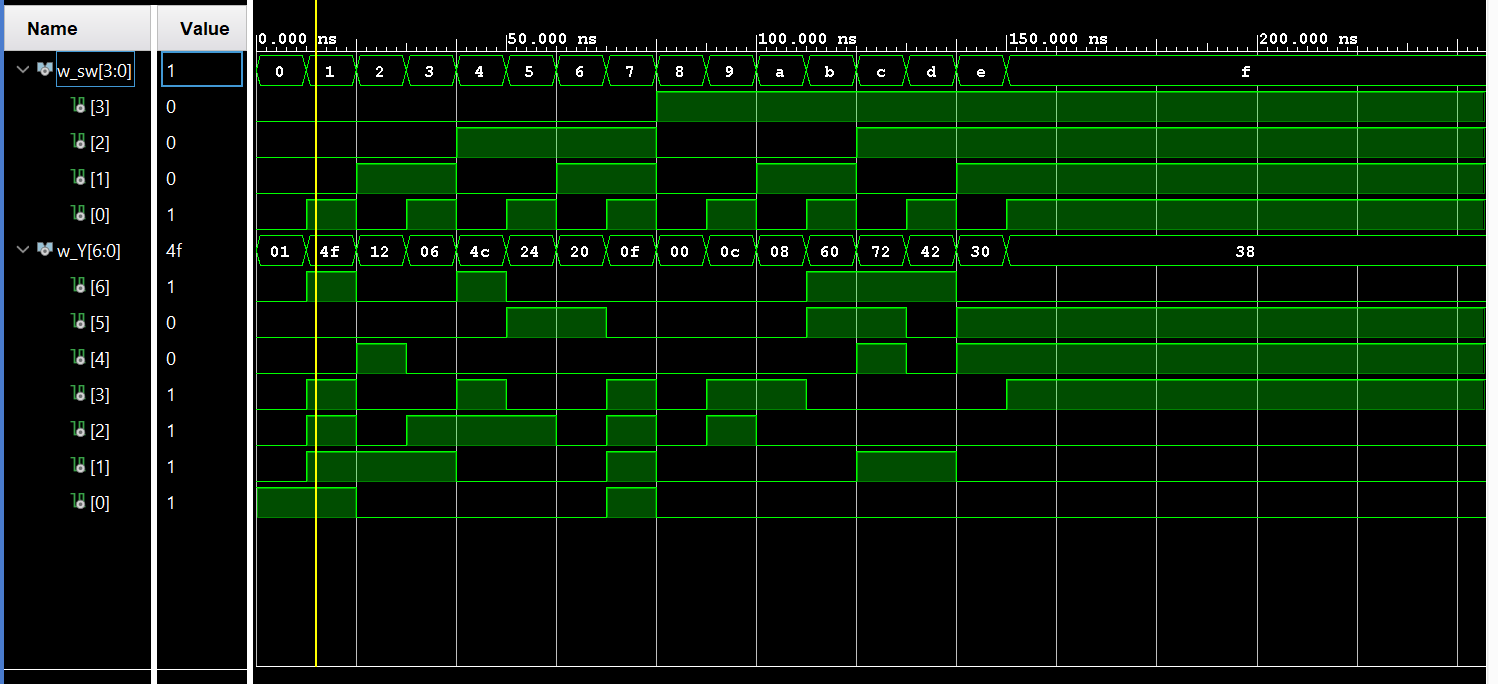 Name Value
0.000 ns 50.000 ns 100.000 ns 150.000 ns 200.000 ns
w_sw[3:0] 1 0 1 2 3 4 5 6 7 8 9 a b c d e f
[3] 0
[2] 0
[1] 0
[0] 1
w_Y[6:0] 4f 01 4f 12 06 4c 24 20 0f 00 0c 08 60 72 42 30 38
[6] 1
[5] 0
[4] 0
[3] 1
[2] 1
[1] 1
[0] 1